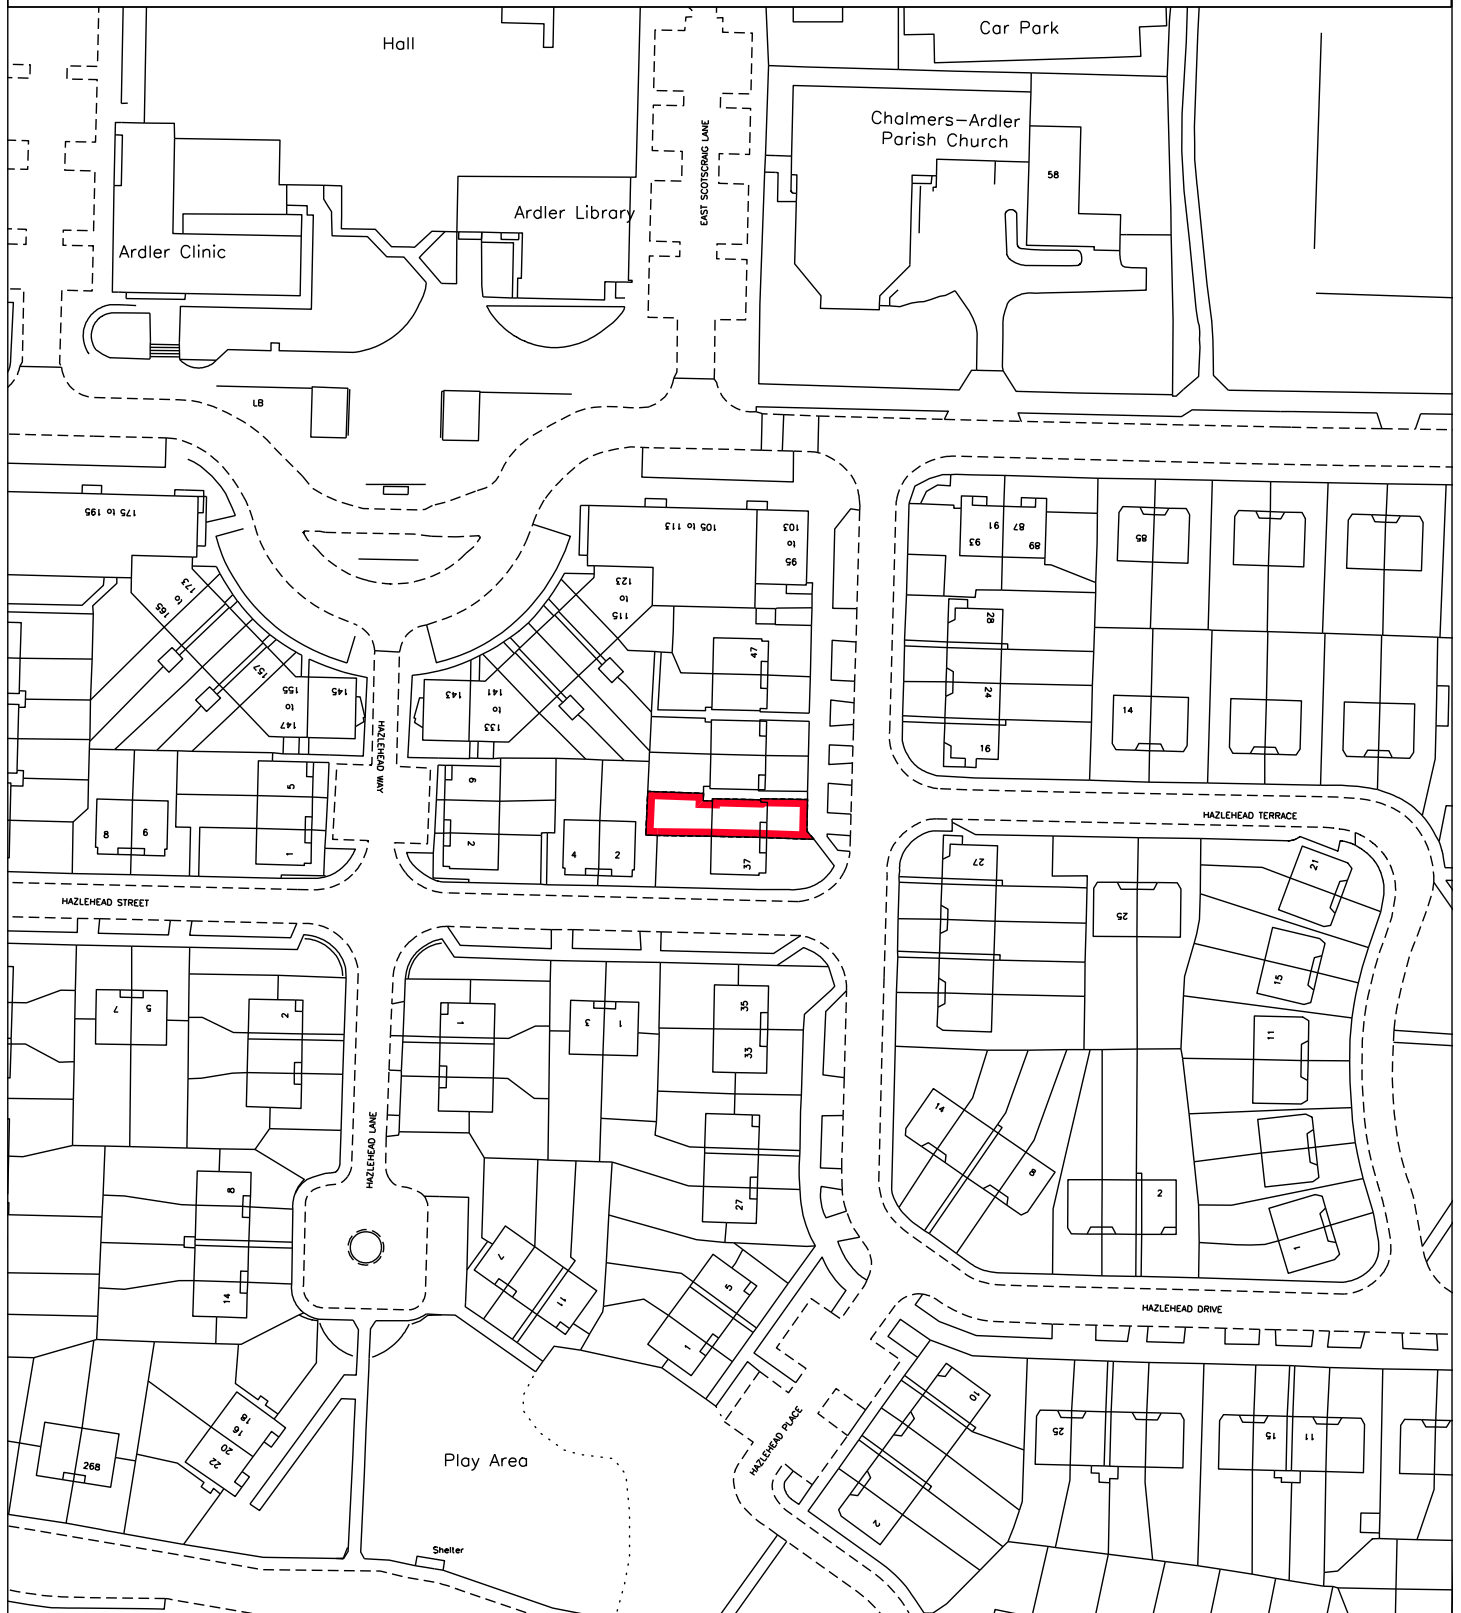 Hall
Car Park
Chalmers-Ardler
Parish Church
58
EAST SCOTSCRAIG LANE
Ardler Library
Ardler Clinic
LB
175 to 195
105 to 113
103
to
95
91
87
93
89
85
123
to
115
173
to
165
157
155
to
147
145
143
141
to
133
47
28
24
16
14
HAZLEHEAD WAY
5
1
8
6
9
2
4
2
37
HAZLEHEAD TERRACE
27
25
21
15
11
HAZLEHEAD STREET
7
5
2
1
3
1
35
33
27
14
8
2
1
HAZLEHEAD LANE
8
14
7
11
5
1
HAZLEHEAD DRIVE
HAZLEHEAD PLACE
10
2
25
15
11
18
16
20
22
268
Play Area
Shelter